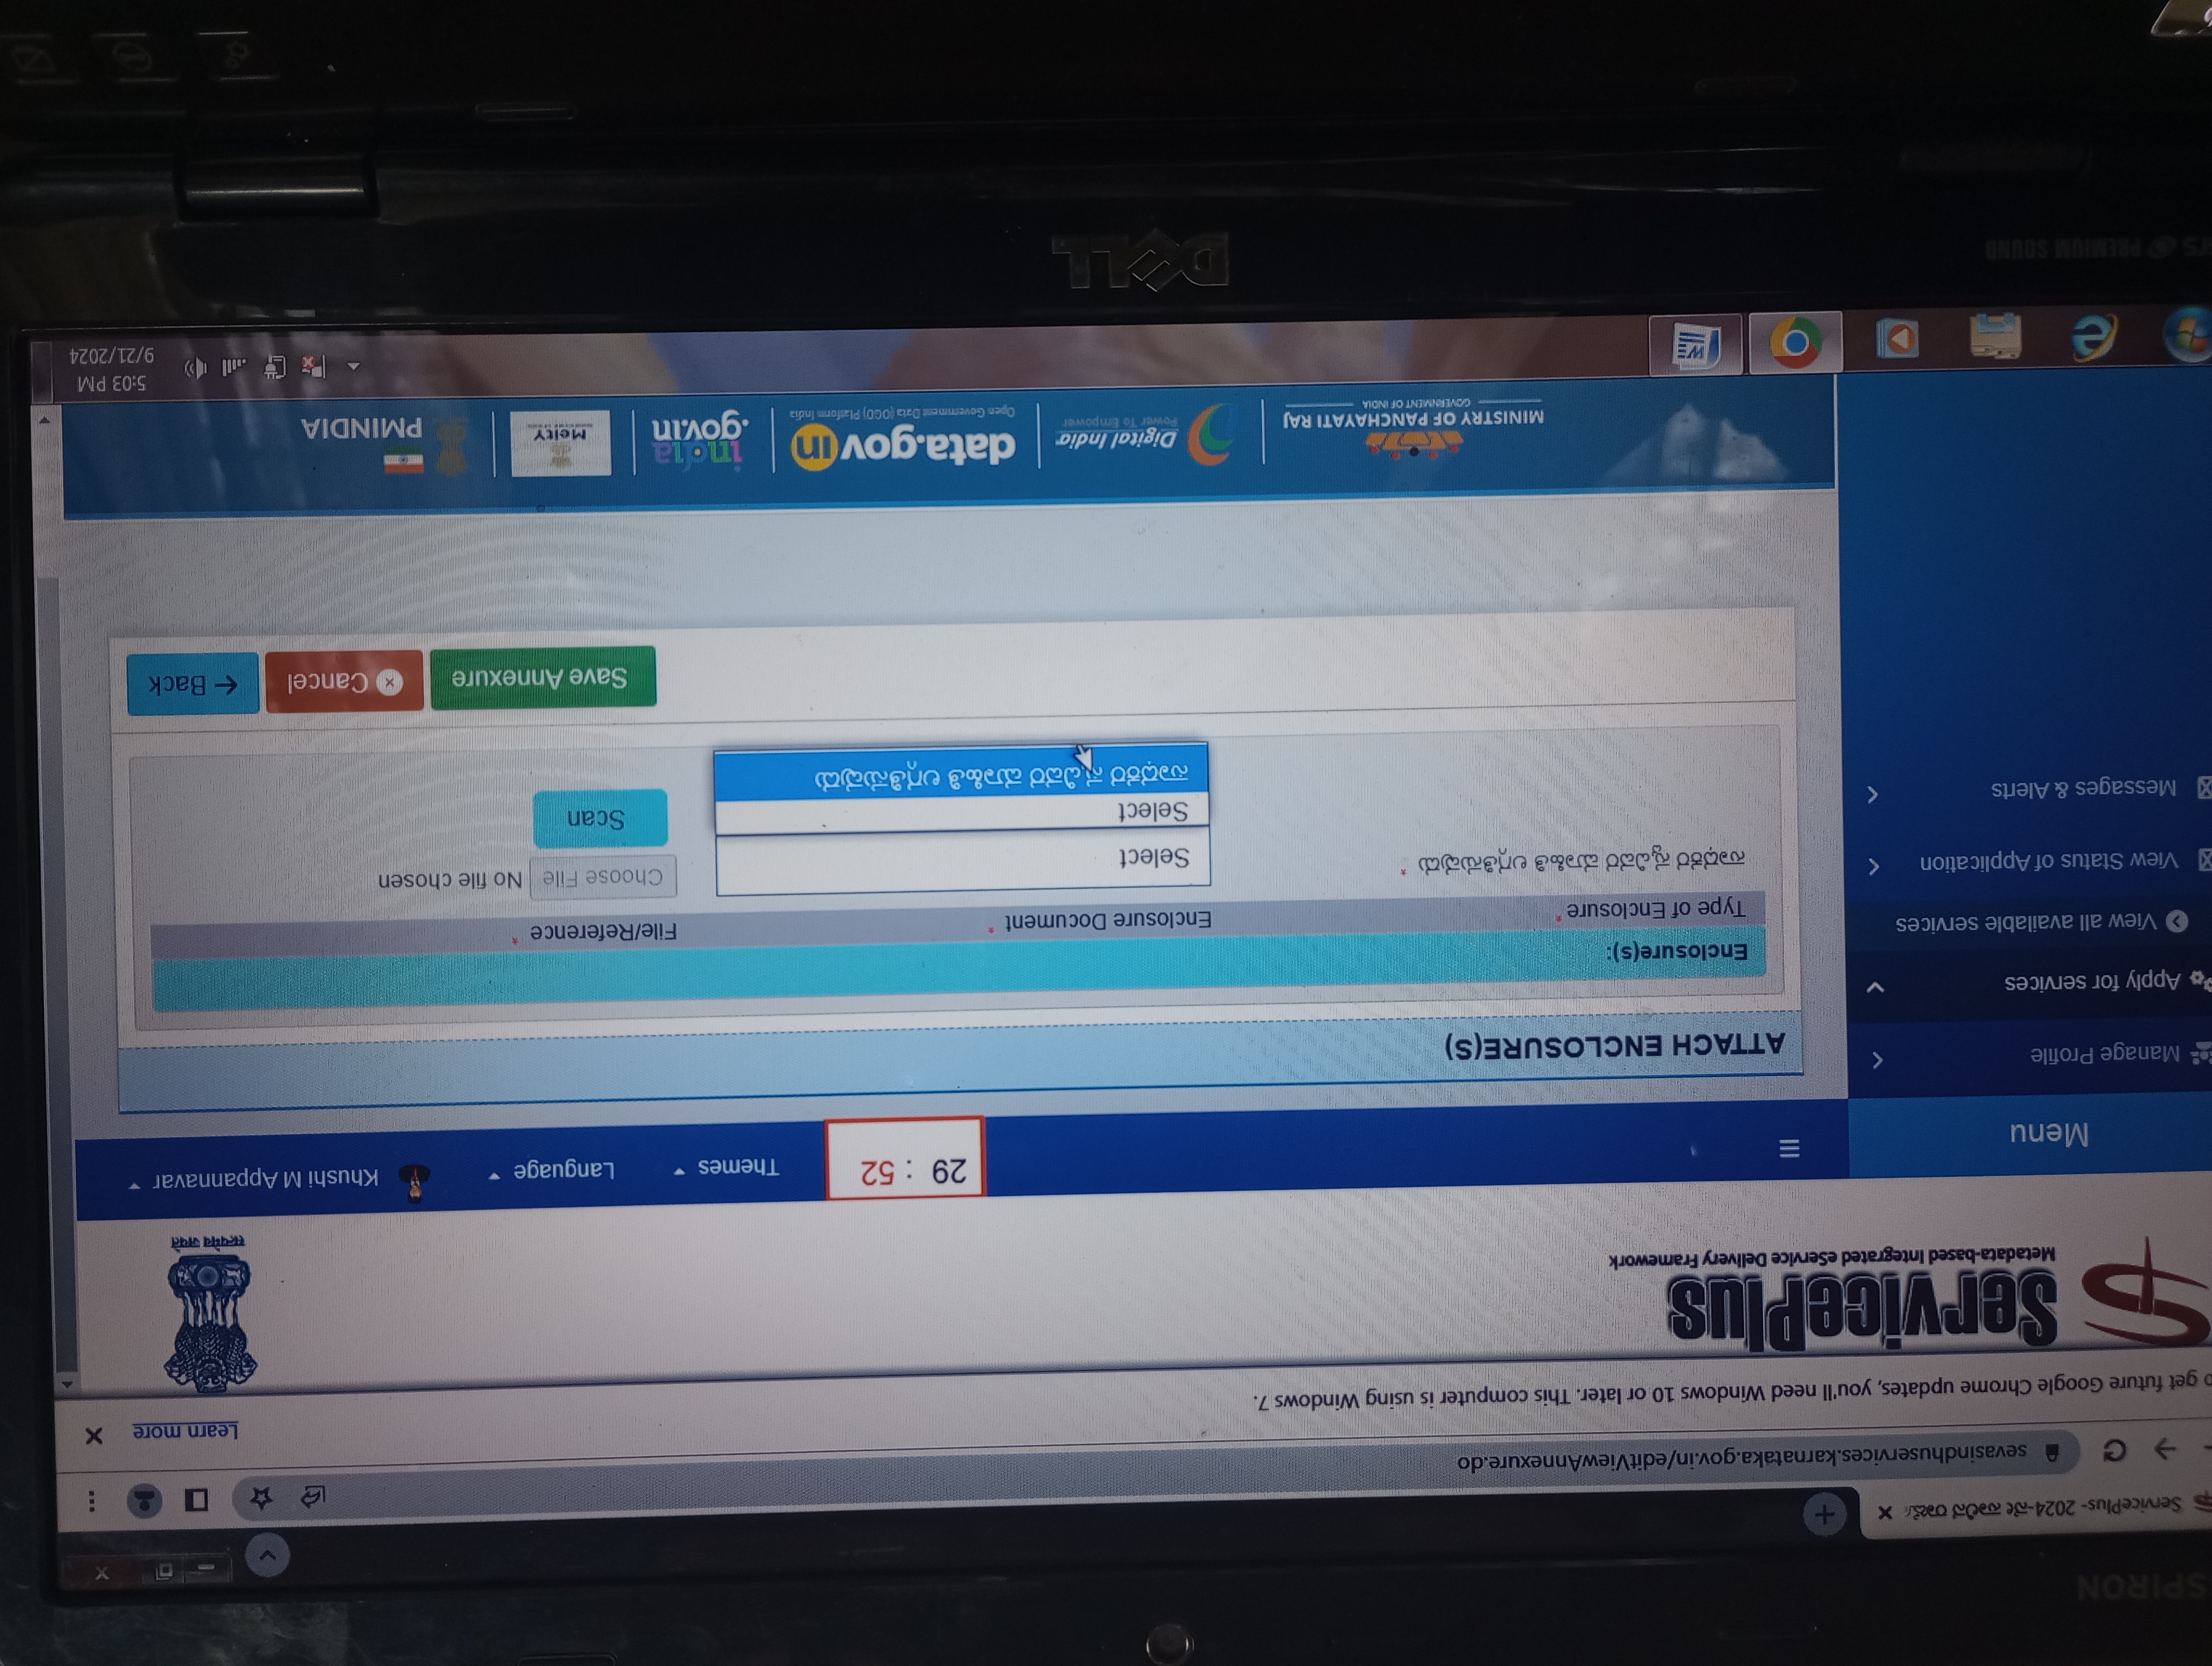 SPIRON
ServicePlus- 2024-ನೇ ಸಾಲಿನ ರಾಜ್ಯ
sevasindhuservices.karnataka.gov.in/editViewAnnexure.do
Learn more
o get future Google Chrome updates, you'll need Windows 10 or later. This computer is using Windows 7.
ServicePlus
Metadata-based Integrated eService Delivery Framework
सत्यमेव जयते
Menu
29 : 52
Themes
Language
Khushi M Appannavar
Manage Profile
Apply for services
View all available services
View Status of Application
Messages & Alerts
ATTACH ENCLOSURE(S)
Enclosure(s):
Type of Enclosure *
Enclosure Document *
File/Reference *
ಸಾಧಕರ ಸ್ವವಿವರ ಮಾಹಿತಿ ಲಗ್ಗತಿಸುವುದು *
Select
Choose File No file chosen
Select
Scan
ಸಾಧಕರ ಸ್ವವಿವರ ಮಾಹಿತಿ ಲಗ್ಗತಿಸುವುದು
Save Annexure
Cancel
Back
MINISTRY OF PANCHAYATI RAJ
GOVERNMENT OF INDIA
Digital India
Power To Empower
data.gov in
Open Government Data (OGD) Platform India
india
.gov.in
MeitY
PMINDIA
5:03 PM
9/21/2024
DELL
PREMIUM SOUND